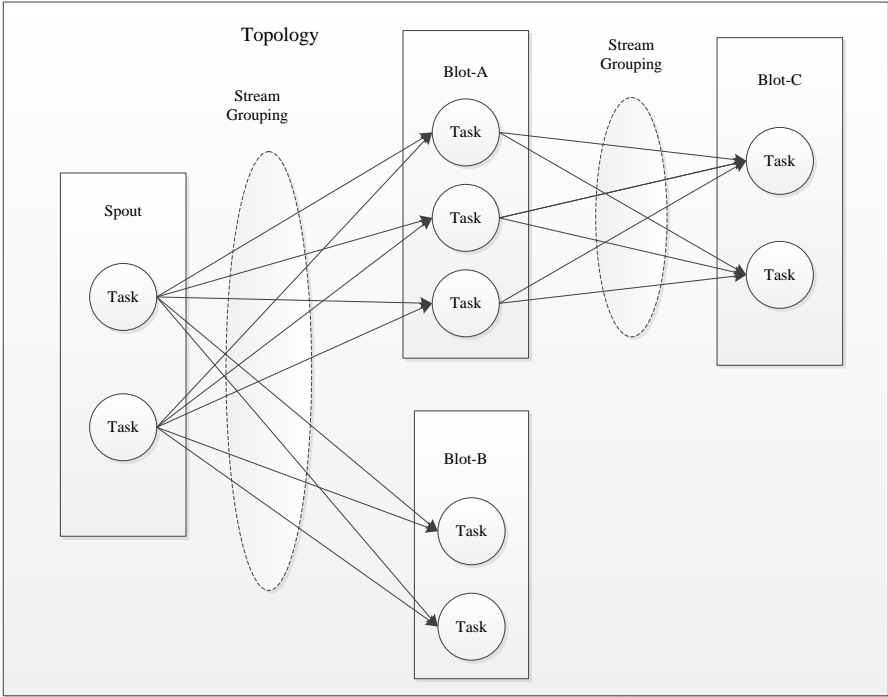 Topology
Stream
Grouping
Spout
Task
Task
Blot-A
Task
Task
Task
Blot-B
Task
Task
Stream
Grouping
Blot-C
Task
Task